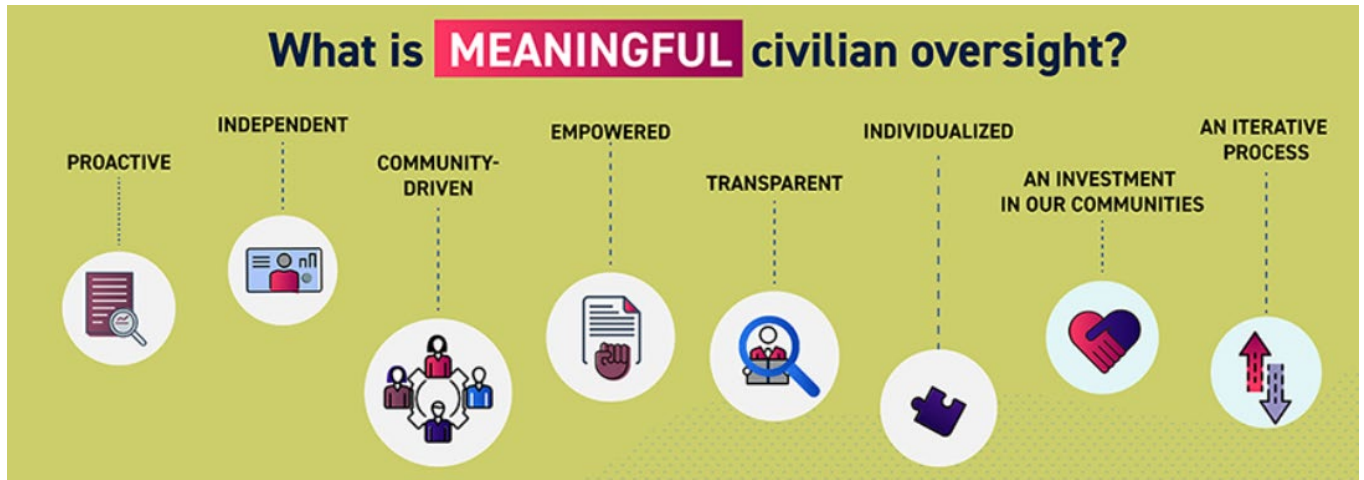 What is MEANINGFUL civilian oversight?
PROACTIVE
INDEPENDENT
COMMUNITY-
DRIVEN
EMPOWERED
TRANSPARENT
INDIVIDUALIZED
AN INVESTMENT
IN OUR COMMUNITIES
AN ITERATIVE
PROCESS